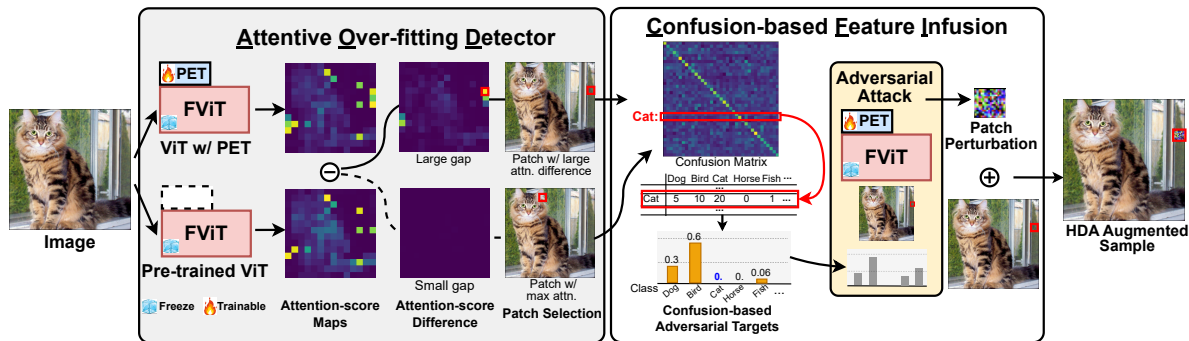 Attentive Over-fitting Detector
Confusion-based Feature Infusion
Image
PET
FViT
ViT w/ PET
FViT
Pre-trained ViT
Freeze
Trainable
Attention-score
Maps
Large gap
Small gap
Attention-score
Difference
Patch w/ large
attn. difference
Patch w/
max attn.
Patch Selection
Cat:
Confusion Matrix
Dog Bird Cat Horse Fish ...
...
Cat 5 10 20 0 1 ...
...
0.3
0.6
0.
0.
0.06
Class
Dog
Bird
Cat
Horse
Fish
...
Confusion-based
Adversarial Targets
Adversarial
Attack
PET
FViT
Patch
Perturbation
HDA Augmented
Sample